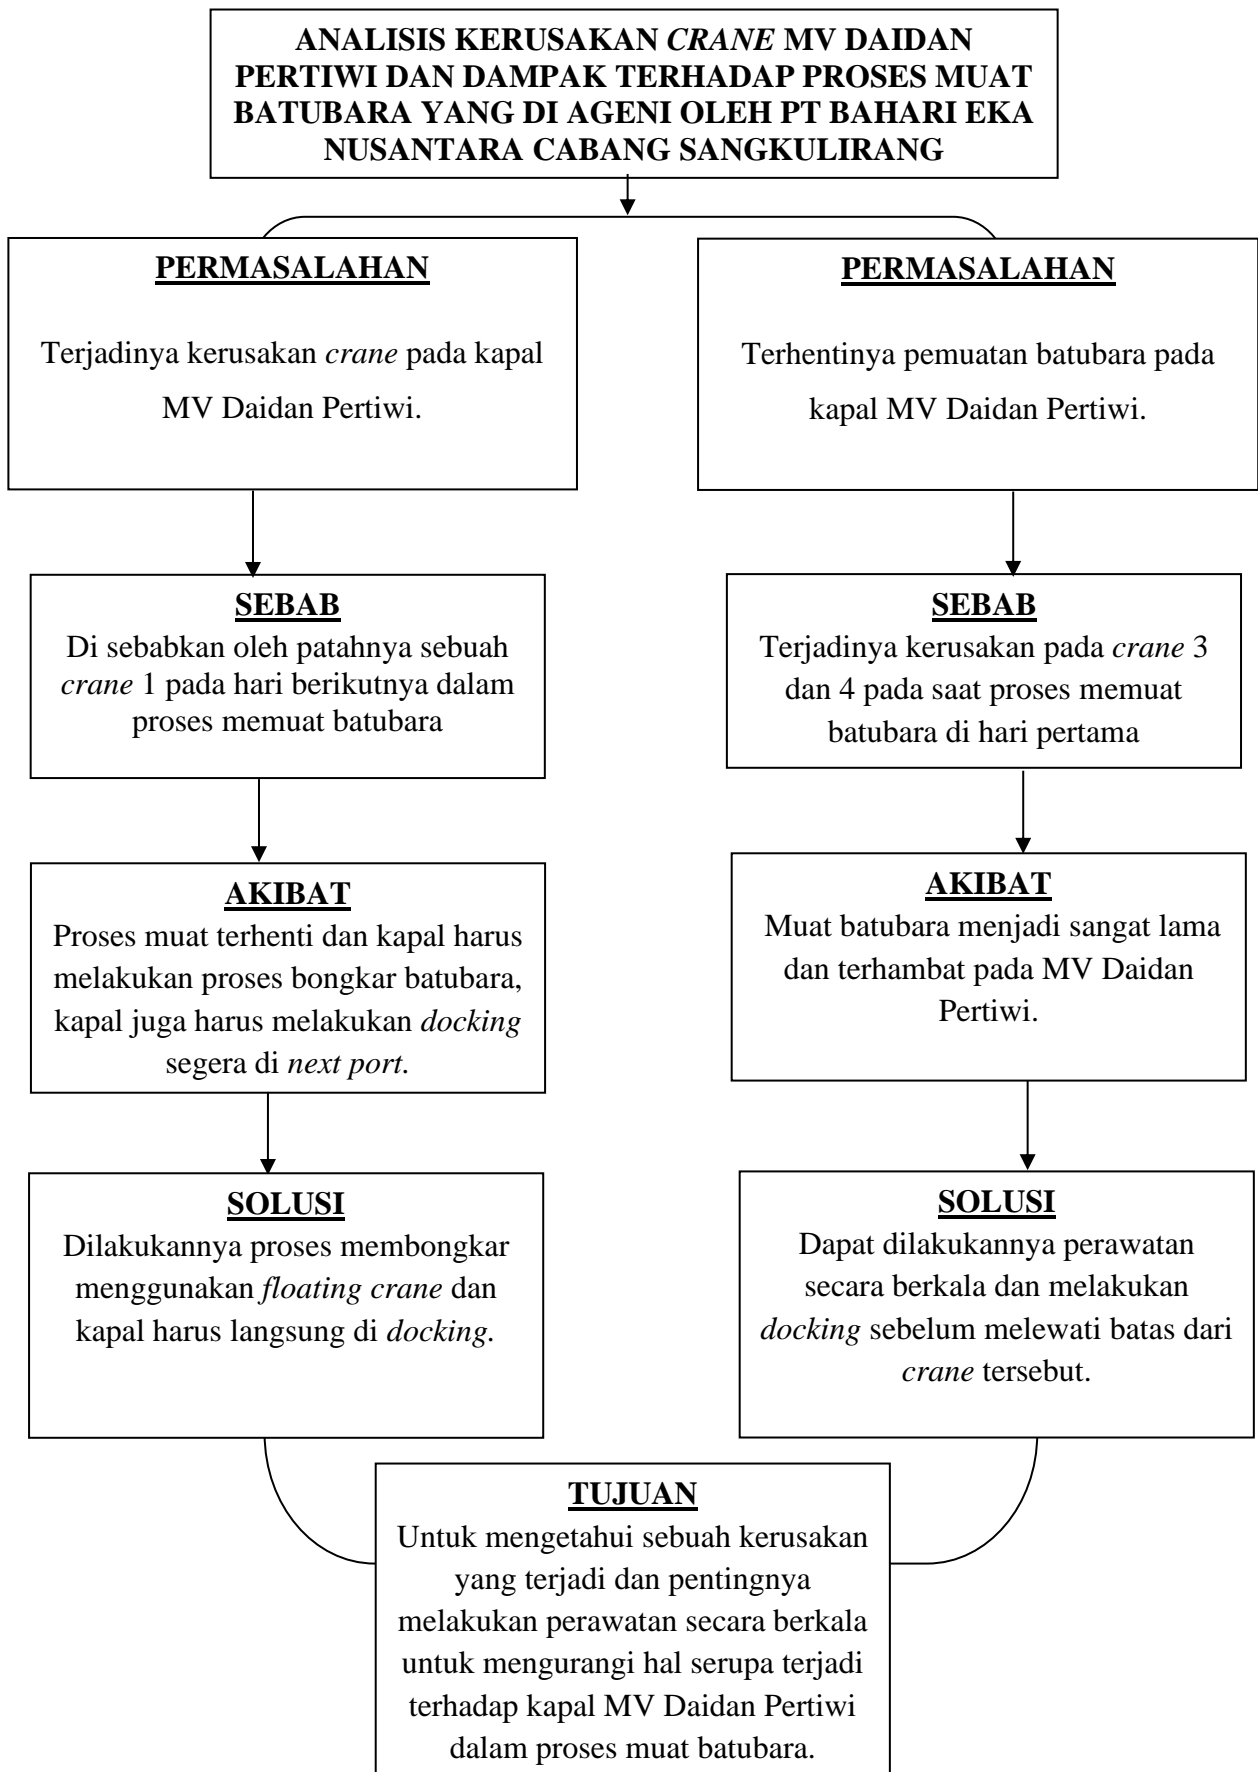 ANALISIS KERUSAKAN CRANE MV DAIDAN
PERTIWI DAN DAMPAK TERHADAP PROSES MUAT
BATUBARA YANG DI AGENI OLEH PT BAHARI EKA
NUSANTARA CABANG SANGKULIRANG
PERMASALAHAN
Terjadinya kerusakan crane pada kapal
MV Daidan Pertiwi.
PERMASALAHAN
Terhentinya pemuatan batubara pada
kapal MV Daidan Pertiwi.
SEBAB
Di sebabkan oleh patahnya sebuah
crane 1 pada hari berikutnya dalam
proses memuat batubara
SEBAB
Terjadinya kerusakan pada crane 3
dan 4 pada saat proses memuat
batubara di hari pertama
AKIBAT
Proses muat terhenti dan kapal harus
melakukan proses bongkar batubara,
kapal juga harus melakukan docking
segera di next port.
AKIBAT
Muat batubara menjadi sangat lama
dan terhambat pada MV Daidan
Pertiwi.
SOLUSI
Dilakukannya proses membongkar
menggunakan floating crane dan
kapal harus langsung di docking.
SOLUSI
Dapat dilakukannya perawatan
secara berkala dan melakukan
docking sebelum melewati batas dari
crane tersebut.
TUJUAN
Untuk mengetahui sebuah kerusakan
yang terjadi dan pentingnya
melakukan perawatan secara berkala
untuk mengurangi hal serupa terjadi
terhadap kapal MV Daidan Pertiwi
dalam proses muat batubara.